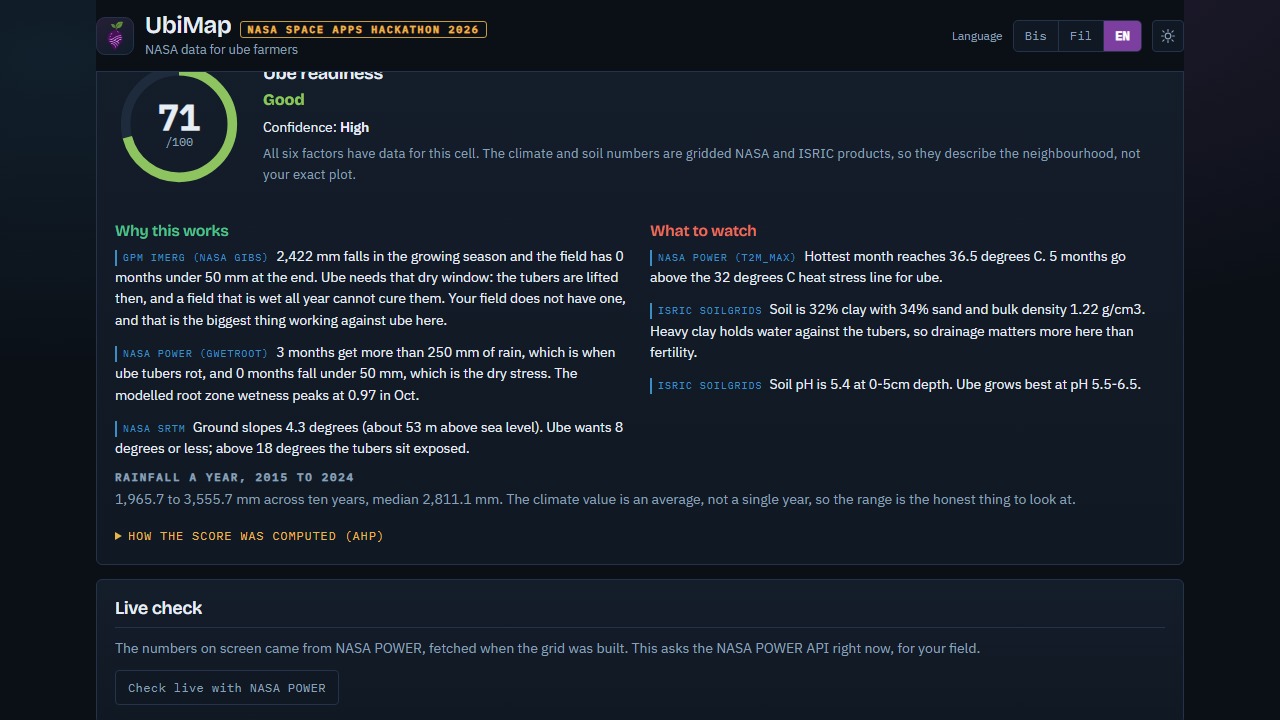 UbiMap NASA SPACE APPS HACKATHON 2026
NASA data for ube farmers
Language Bis Fil EN
Ube readiness
71
/100
Good
Confidence: High
All six factors have data for this cell. The climate and soil numbers are gridded NASA and ISRIC products, so they describe the neighbourhood, not
your exact plot.
Why this works
GPM IMERG (NASA GIBS) 2,422 mm falls in the growing season and the field has 0
months under 50 mm at the end. Ube needs that dry window: the tubers are lifted
then, and a field that is wet all year cannot cure them. Your field does not have one,
and that is the biggest thing working against ube here.
NASA POWER (GWETROOT) 3 months get more than 250 mm of rain, which is when
ube tubers rot, and 0 months fall under 50 mm, which is the dry stress. The
modelled root zone wetness peaks at 0.97 in Oct.
NASA SRTM Ground slopes 4.3 degrees (about 53 m above sea level). Ube wants 8
degrees or less; above 18 degrees the tubers sit exposed.
What to watch
NASA POWER (T2M_MAX) Hottest month reaches 36.5 degrees C. 5 months go
above the 32 degrees C heat stress line for ube.
ISRIC SOILGRIDS Soil is 32% clay with 34% sand and bulk density 1.22 g/cm3.
Heavy clay holds water against the tubers, so drainage matters more here than
fertility.
ISRIC SOILGRIDS Soil pH is 5.4 at 0-5cm depth. Ube grows best at pH 5.5-6.5.
RAINFALL A YEAR, 2015 TO 2024
1,965.7 to 3,555.7 mm across ten years, median 2,811.1 mm. The climate value is an average, not a single year, so the range is the honest thing to look at.
HOW THE SCORE WAS COMPUTED (AHP)
Live check
The numbers on screen came from NASA POWER, fetched when the grid was built. This asks the NASA POWER API right now, for your field.
Check live with NASA POWER